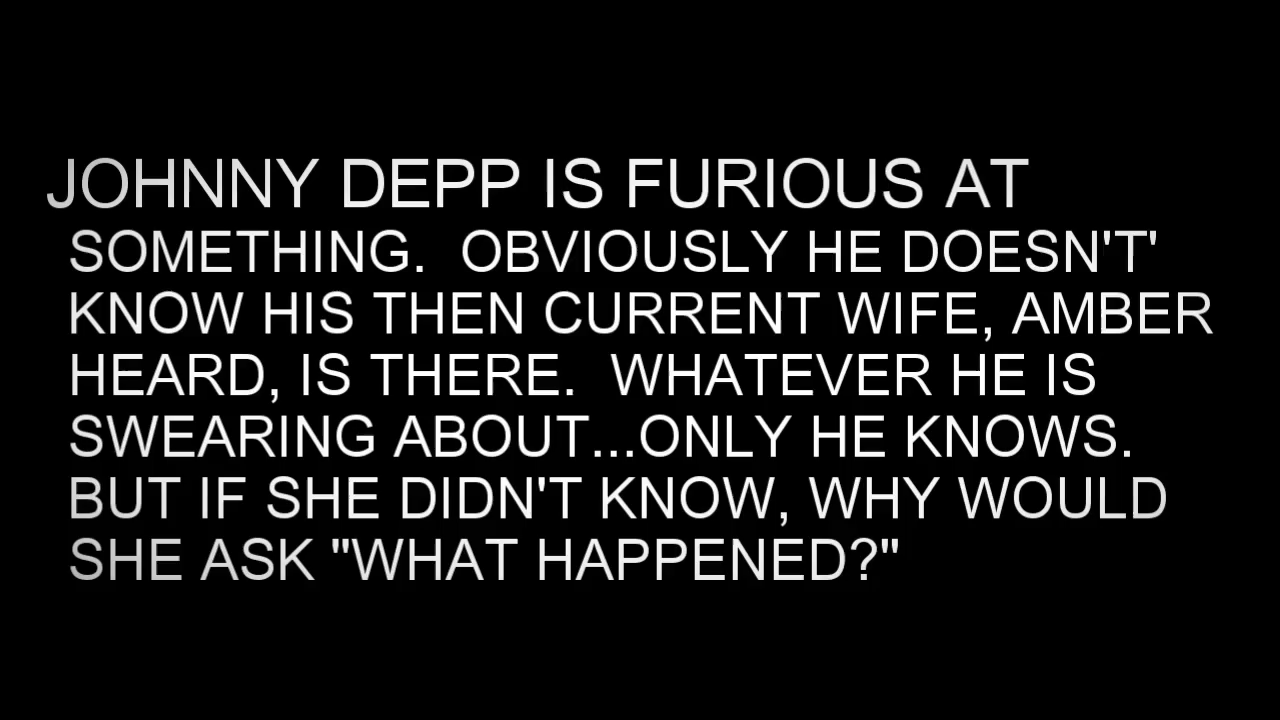 JOHNNY DEPP IS FURIOUS AT
SOMETHING.  OBVIOUSLY HE DOESN'T'
KNOW HIS THEN CURRENT WIFE, AMBER
HEARD, IS THERE.  WHATEVER HE IS
SWEARING ABOUT...ONLY HE KNOWS.
BUT IF SHE DIDN'T KNOW, WHY WOULD
SHE ASK "WHAT HAPPENED?"